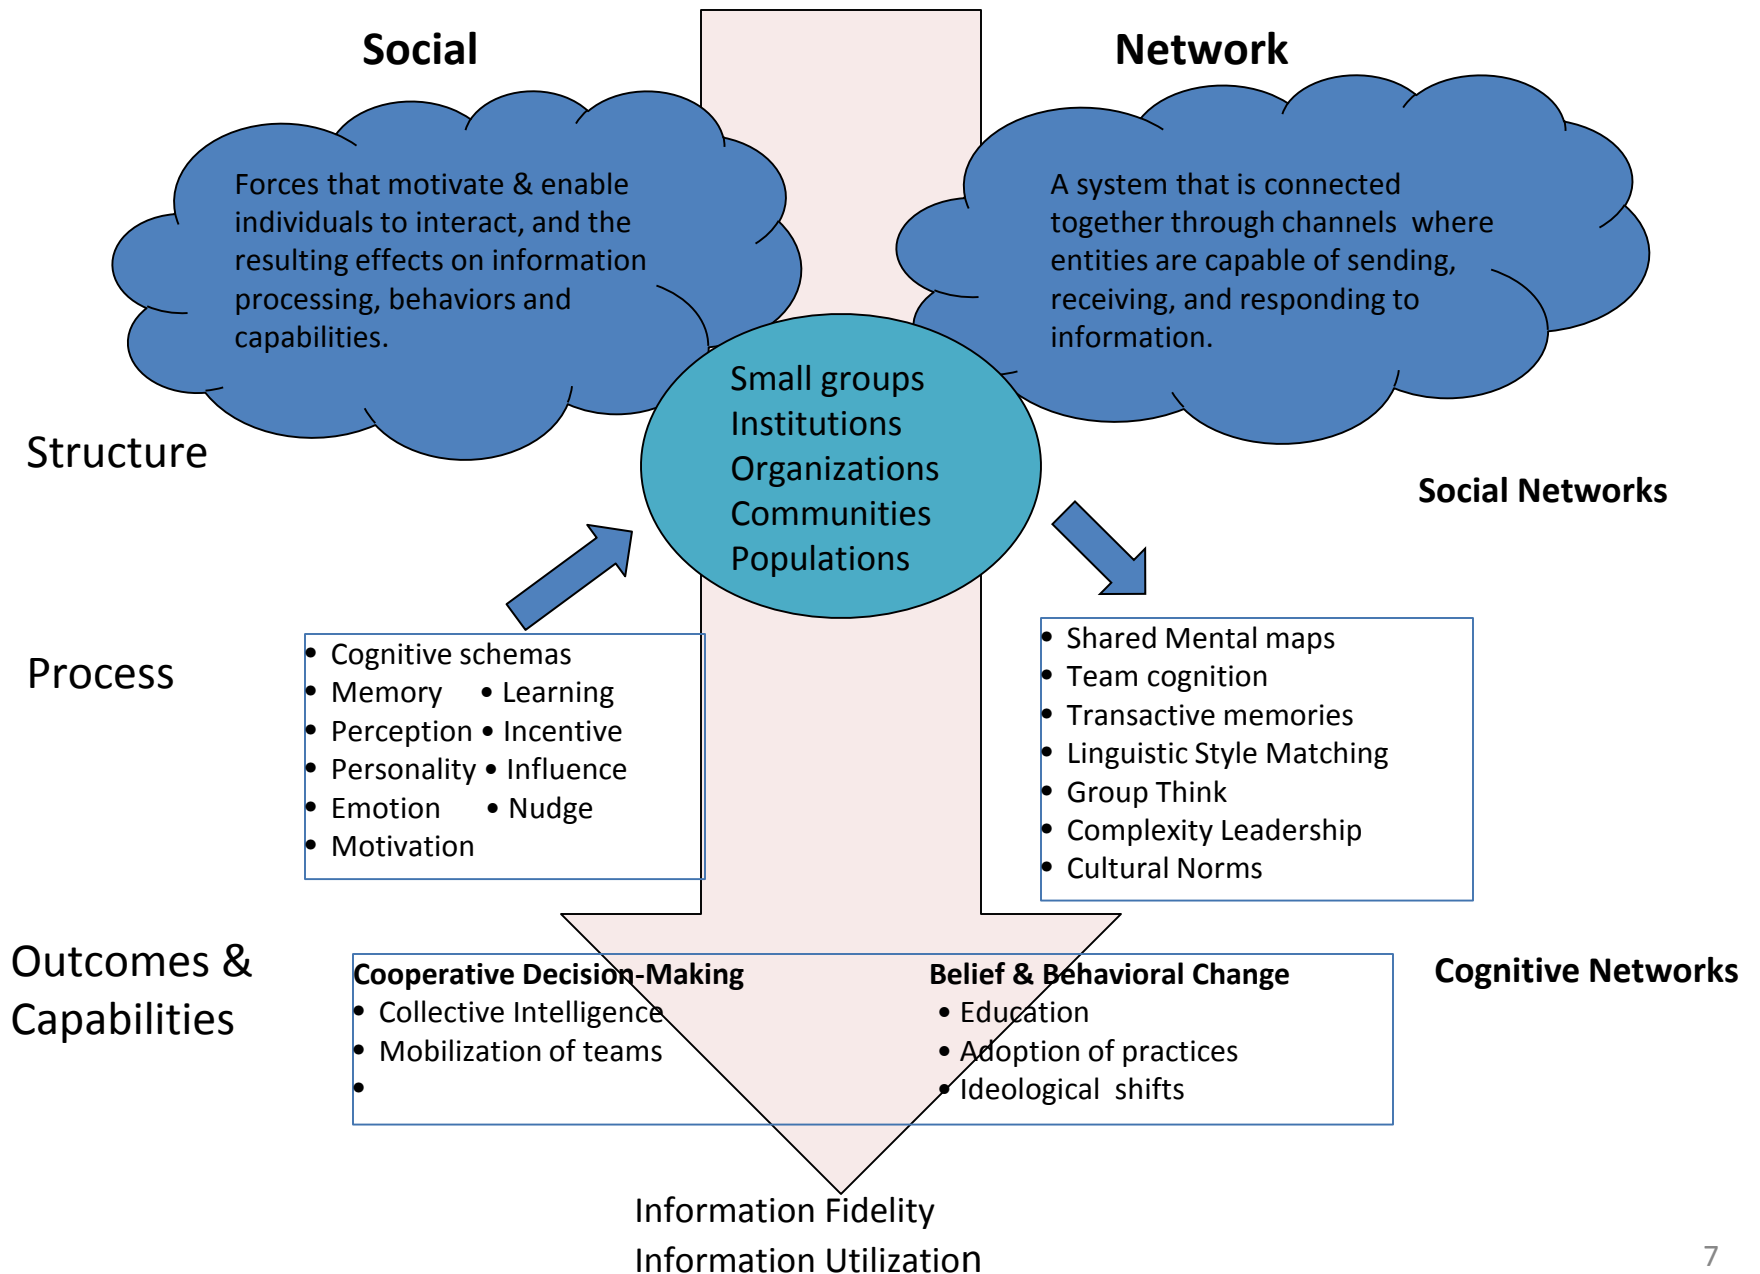 Social
Network
Forces that motivate & enable
individuals to interact, and the
resulting effects on information
processing, behaviors and
capabilities.
A system that is connected
together through channels  where
entities are capable of sending,
receiving, and responding to
information.
Small groups
Institutions
Organizations
Communities
Populations
Structure
Social Networks
Process
• Cognitive schemas
• Memory • Learning
• Perception • Incentive
• Personality • Influence
• Emotion • Nudge
• Motivation
• Shared Mental maps
• Team cognition
• Transactive memories
• Linguistic Style Matching
• Group Think
• Complexity Leadership
• Cultural Norms
Outcomes &
Capabilities
Cooperative Decision-Making
• Collective Intelligence
• Mobilization of teams
•
Belief & Behavioral Change
• Education
• Adoption of practices
• Ideological  shifts
Cognitive Networks
Information Fidelity
Information Utilization
7